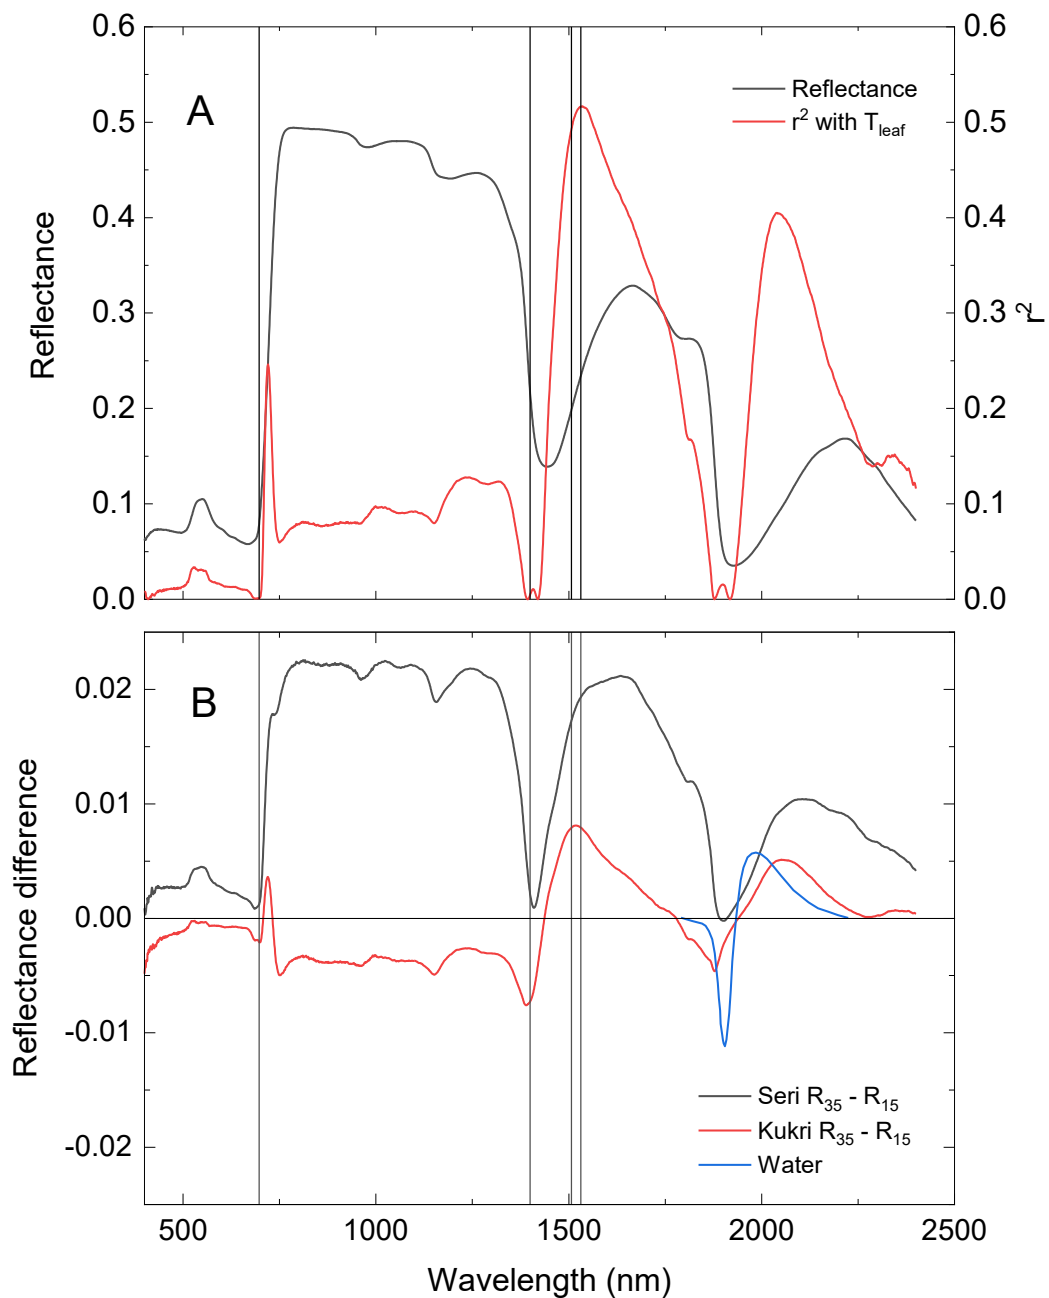 0.6
0.5
0.4
0.3
0.2
0.1
0.0
Reflectance
A
Reflectance
r² with T_leaf
0.6
0.5
0.4
0.3
0.2
0.1
0.0
r²
0.02
0.01
0.00
-0.01
-0.02
Reflectance difference
B
Seri R₃₅ - R₁₅
Kukri R₃₅ - R₁₅
Water
500 1000 1500 2000 2500
Wavelength (nm)